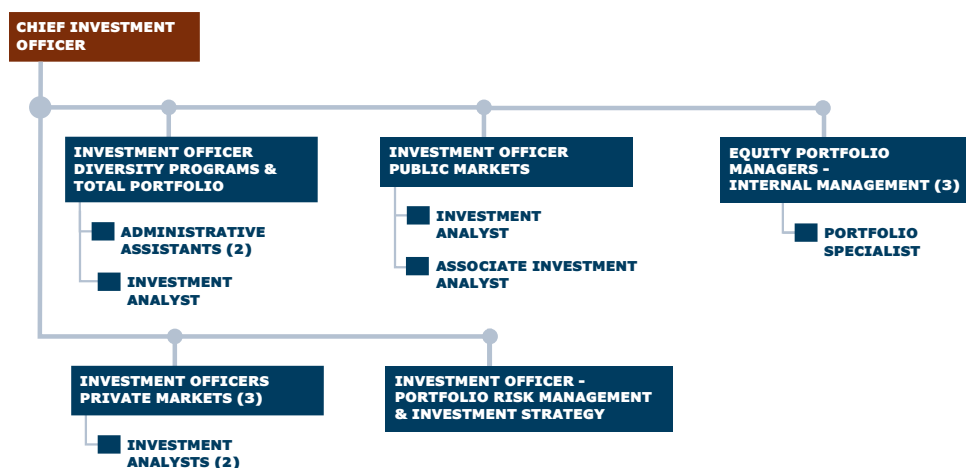 CHIEF INVESTMENT
OFFICER
INVESTMENT OFFICER
DIVERSITY PROGRAMS &
TOTAL PORTFOLIO
ADMINISTRATIVE
ASSISTANTS (2)
INVESTMENT
ANALYST
INVESTMENT OFFICER
PUBLIC MARKETS
INVESTMENT
ANALYST
ASSOCIATE INVESTMENT
ANALYST
EQUITY PORTFOLIO
MANAGERS -
INTERNAL MANAGEMENT (3)
PORTFOLIO
SPECIALIST
INVESTMENT OFFICERS
PRIVATE MARKETS (3)
INVESTMENT
ANALYSTS (2)
INVESTMENT OFFICER -
PORTFOLIO RISK MANAGEMENT
& INVESTMENT STRATEGY